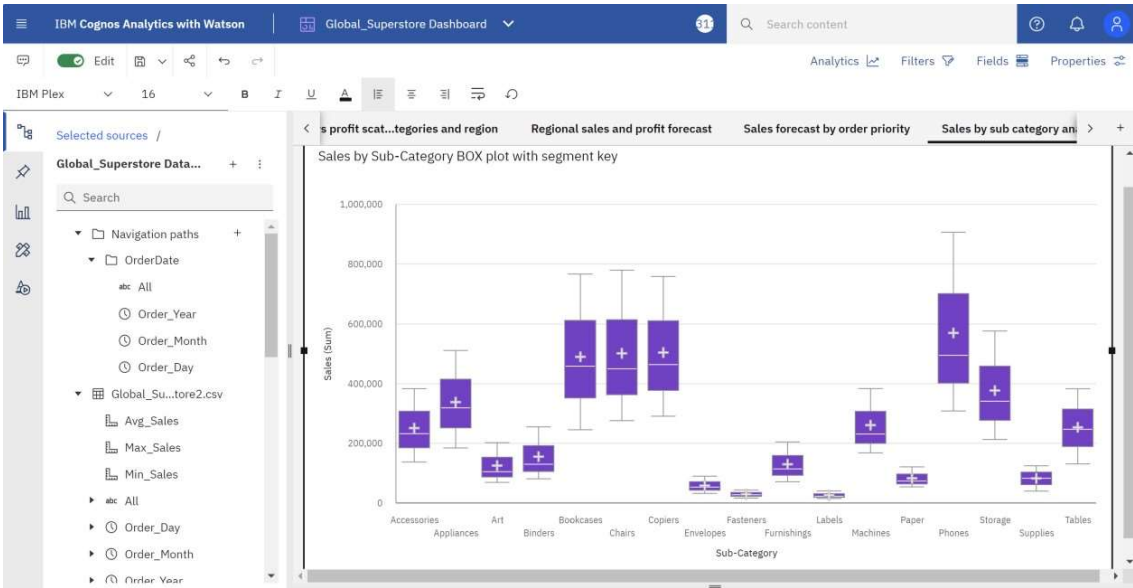 IBM Cognos Analytics with Watson
Global_Superstore Dashboard
Search content
Edit
Analytics
Filters
Fields
Properties
IBM Plex
16
B I U A
Selected sources /
Global_Superstore Data...
Search
Navigation paths
OrderDate
abc All
Order_Year
Order_Month
Order_Day
Global_Su...tore2.csv
Avg_Sales
Max_Sales
Min_Sales
abc All
Order_Day
Order_Month
Order_Year
s profit scat...tegories and region
Regional sales and profit forecast
Sales forecast by order priority
Sales by sub category an
Sales by Sub-Category BOX plot with segment key
Sales (Sum)
1,000,000
800,000
600,000
400,000
200,000
0
Accessories
Appliances
Art
Binders
Bookcases
Chairs
Copiers
Envelopes
Fasteners
Furnishings
Labels
Machines
Paper
Phones
Storage
Supplies
Tables
Sub-Category